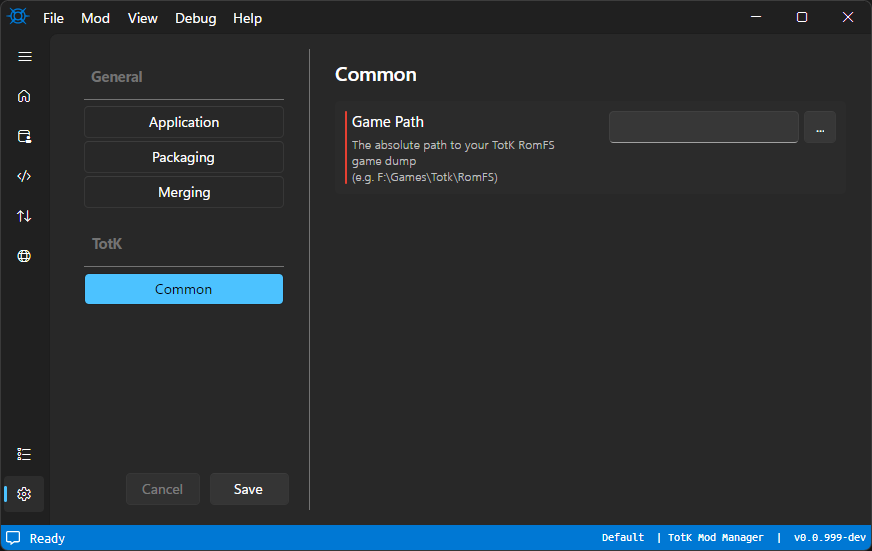 File Mod View Debug Help
General
Application
Packaging
Merging
TotK
Common
Cancel Save
Common
Game Path
...
The absolute path to your TotK RomFS
game dump
(e.g. F:\Games\Totk\RomFS)
Ready
Default | TotK Mod Manager | v0.0.999-dev